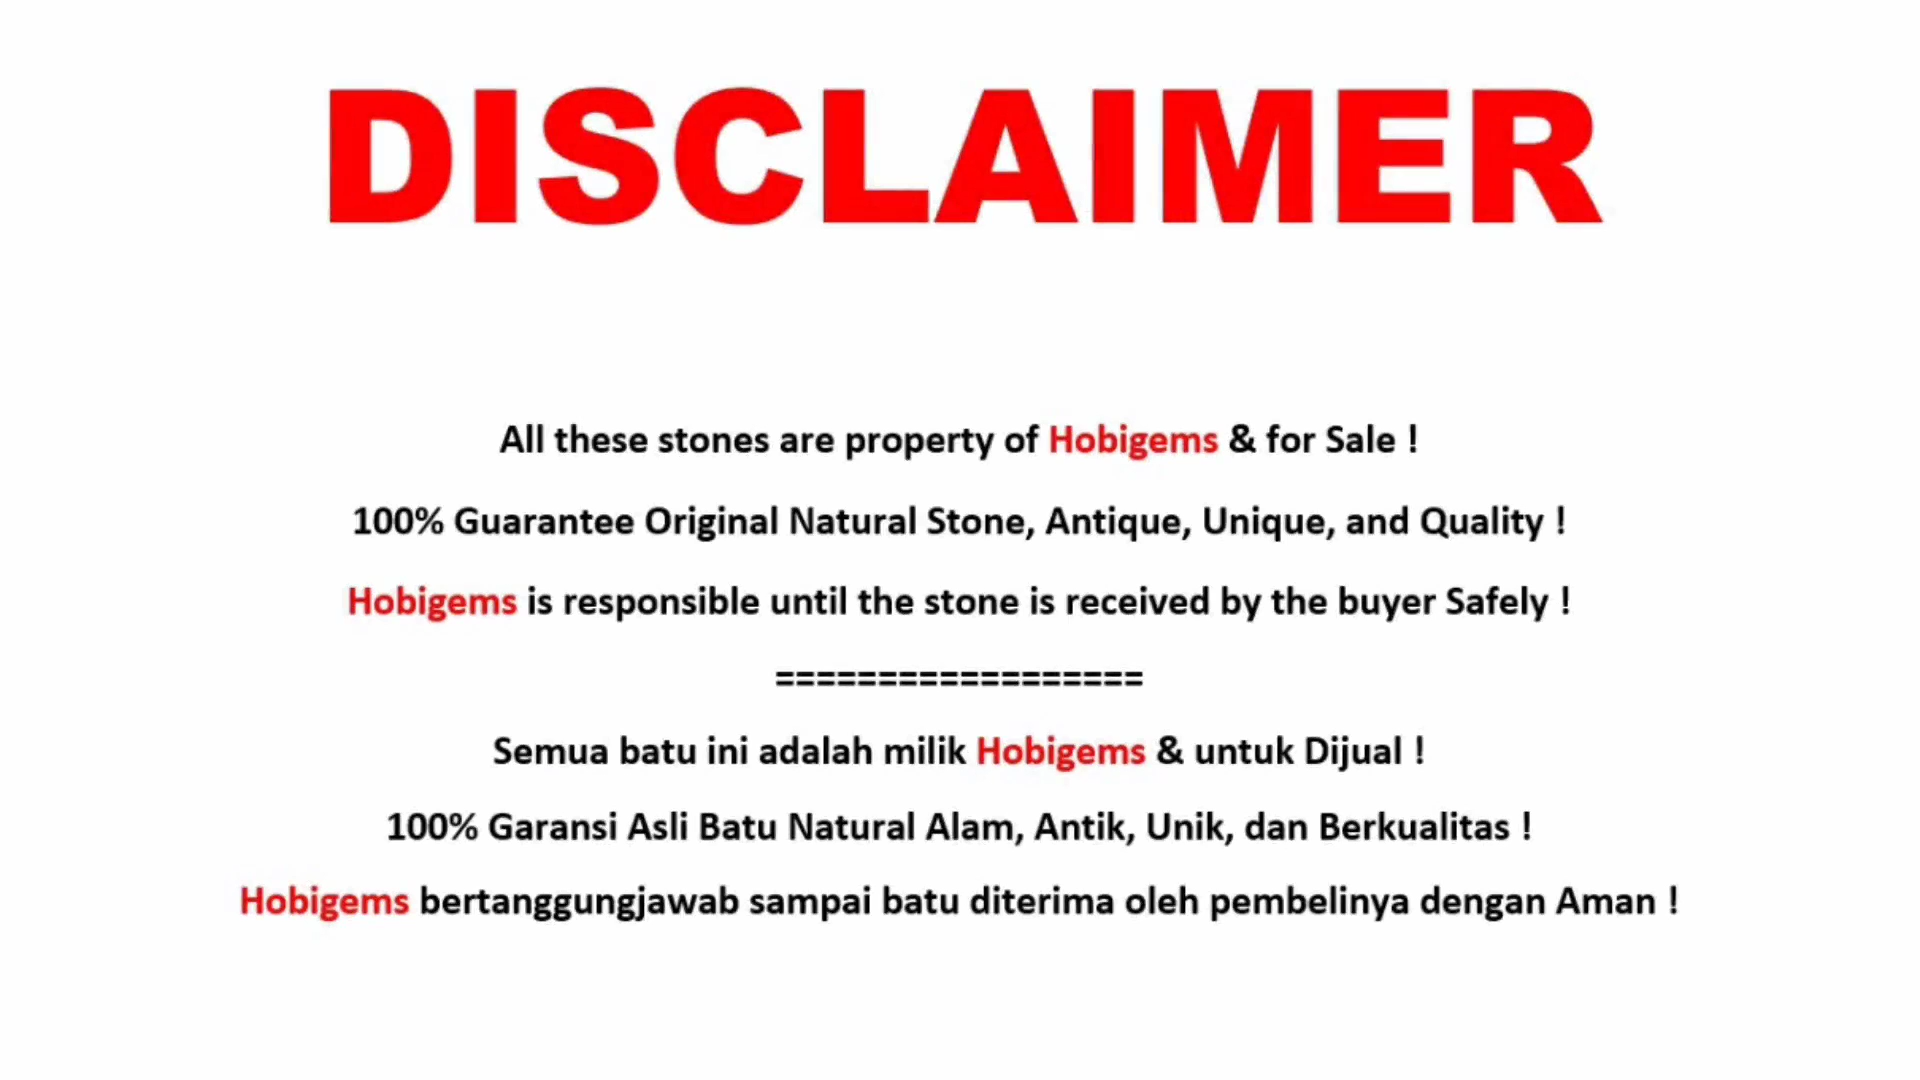 DISCLAIMER
All these stones are property of Hobigems & for Sale !
100% Guarantee Original Natural Stone, Antique, Unique, and Quality !
Hobigems is responsible until the stone is received by the buyer Safely !
==================
Semua batu ini adalah milik Hobigems & untuk Dijual !
100% Garansi Asli Batu Natural Alam, Antik, Unik, dan Berkualitas !
Hobigems bertanggungjawab sampai batu diterima oleh pembelinya dengan Aman !